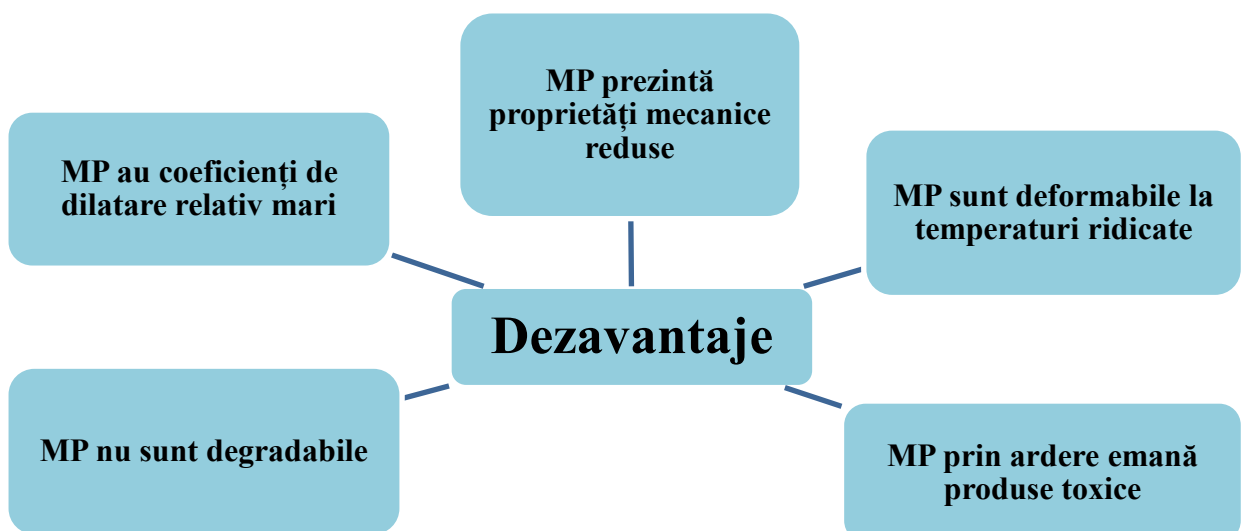 MP prezintă
proprietăți mecanice
reduse
MP au coeficienți de
dilatare relativ mari
MP sunt deformabile la
temperaturi ridicate
Dezavantaje
MP nu sunt degradabile
MP prin ardere emană
produse toxice